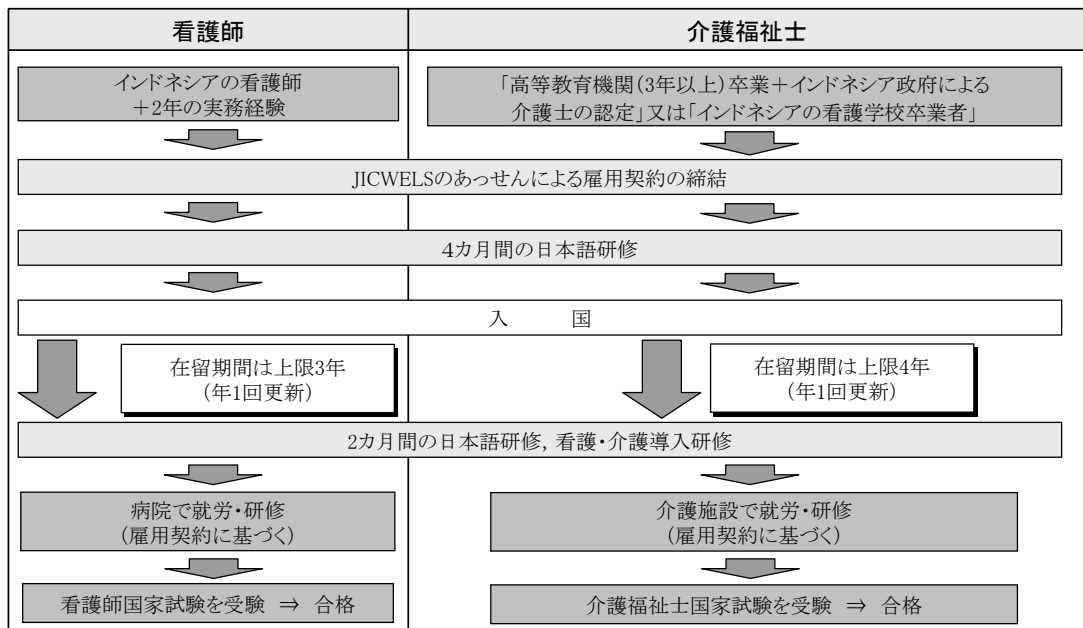 看護師
介護福祉士
インドネシアの看護師
+2年の実務経験
「高等教育機関(3年以上)卒業+インドネシア政府による
介護士の認定」又は「インドネシアの看護学校卒業者」
JICWELSのあっせんによる雇用契約の締結
4カ月間の日本語研修
入 国
在留期間は上限3年
(年1回更新)
在留期間は上限4年
(年1回更新)
2カ月間の日本語研修, 看護・介護導入研修
病院で就労・研修
(雇用契約に基づく)
介護施設で就労・研修
(雇用契約に基づく)
看護師国家試験を受験 ⇒ 合格
介護福祉士国家試験を受験 ⇒ 合格